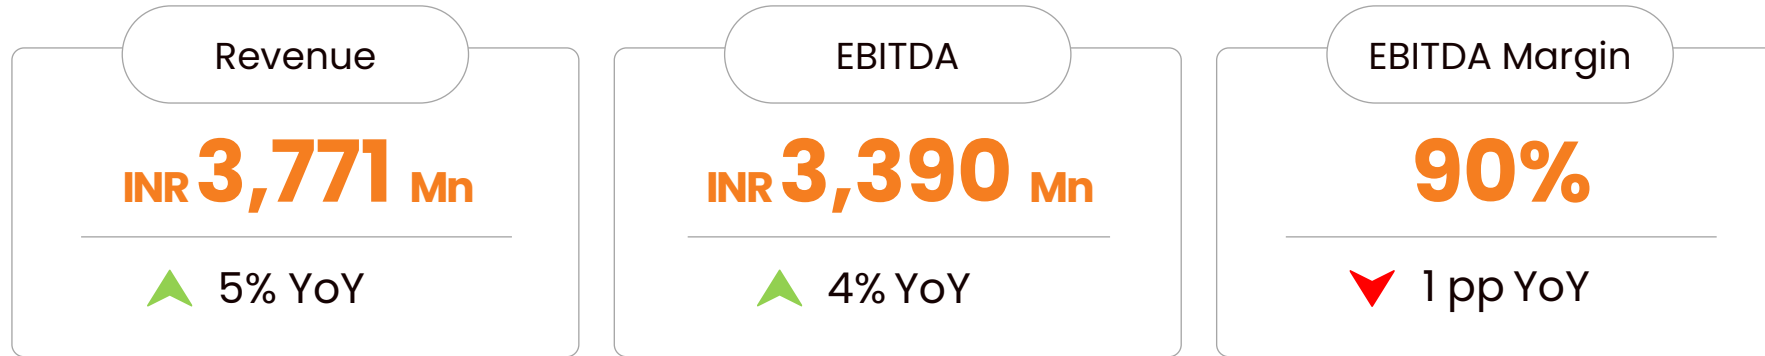 Revenue
INR 3,771 Mn
5% YoY
EBITDA
INR 3,390 Mn
4% YoY
EBITDA Margin
90%
1 pp YoY